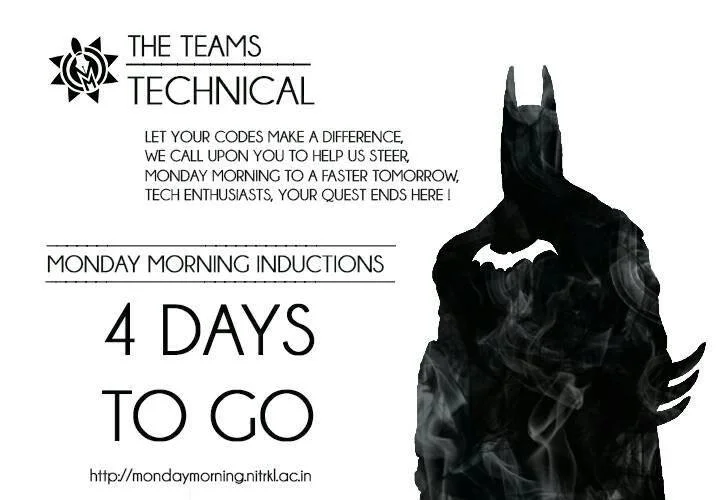 THE TEAMS
TECHNICAL
LET YOUR CODES MAKE A DIFFERENCE,
WE CALL UPON YOU TO HELP US STEER,
MONDAY MORNING TO A FASTER TOMORROW,
TECH ENTHUSIASTS, YOUR QUEST ENDS HERE !
MONDAY MORNING INDUCTIONS
4 DAYS
TO GO
http://mondaymorning.nitrkl.ac.in